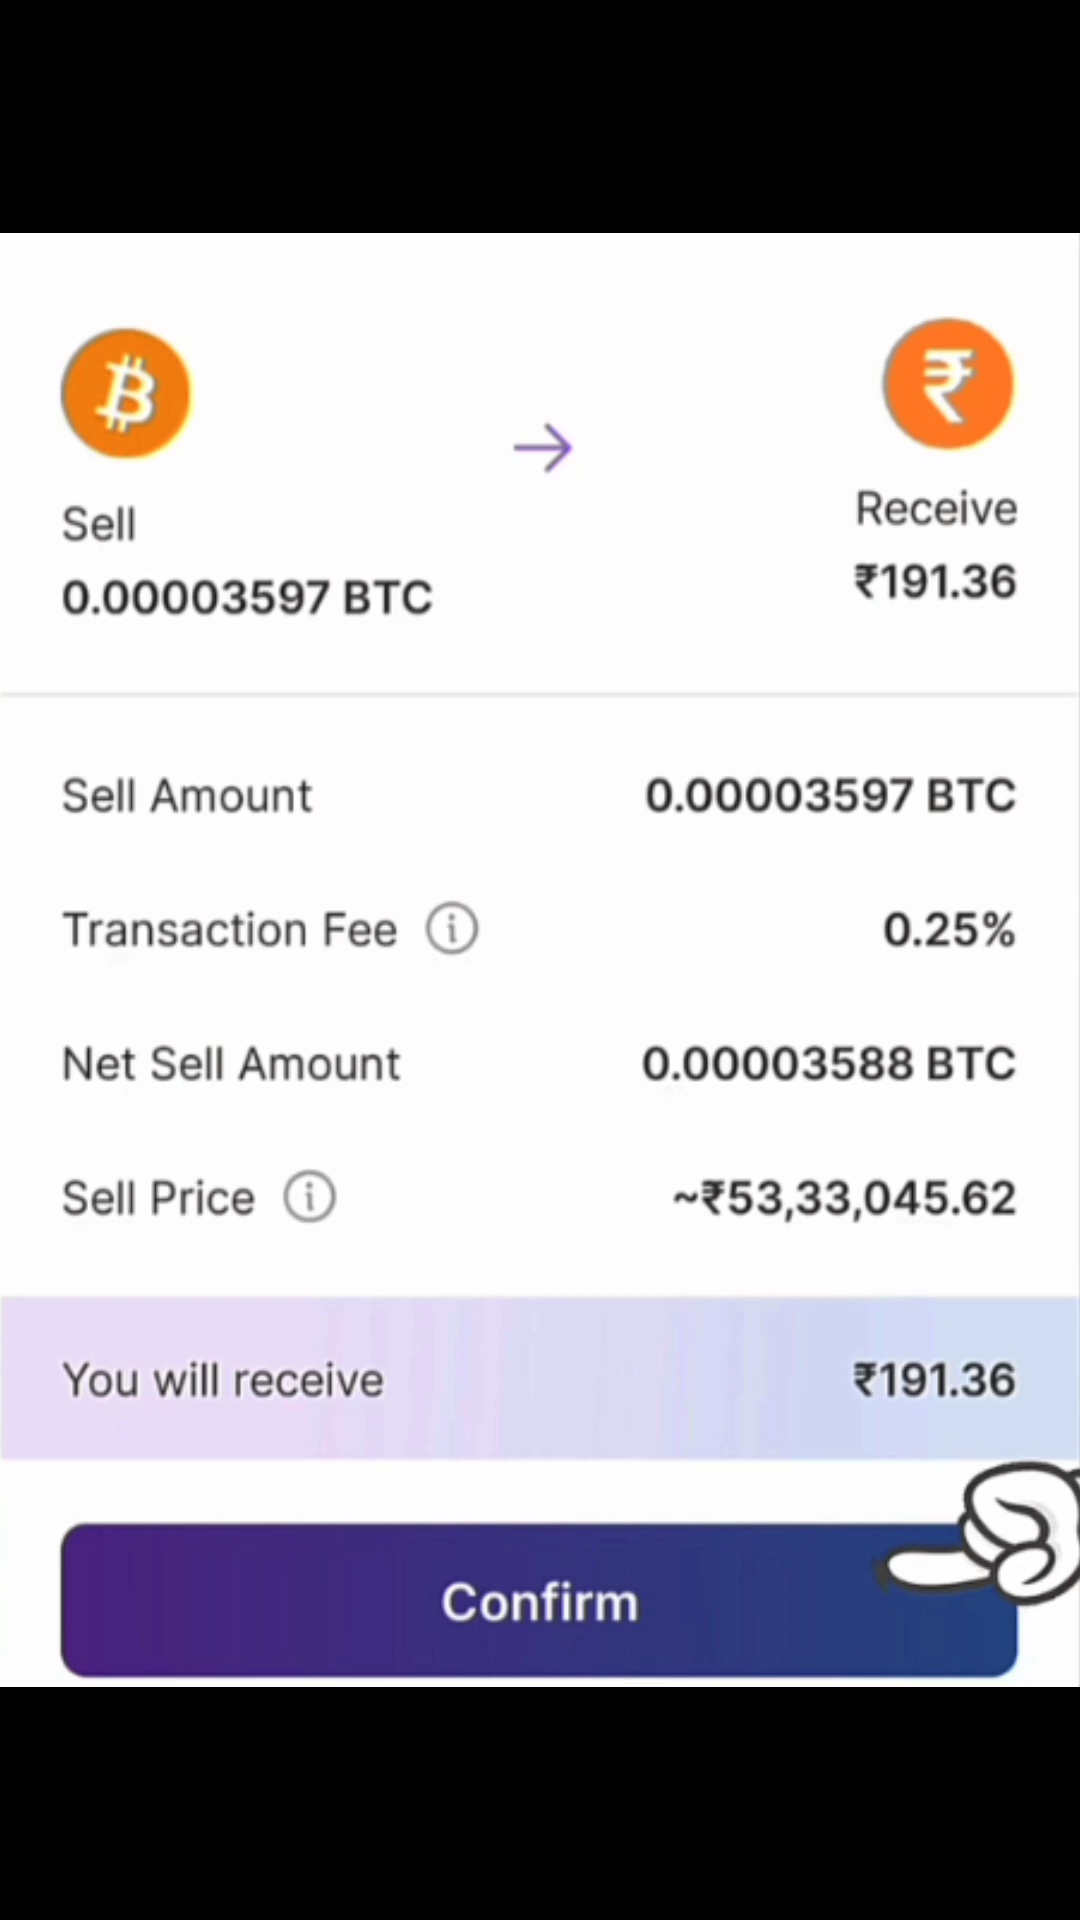 Sell
0.00003597 BTC
Receive
₹191.36
Sell Amount 0.00003597 BTC
Transaction Fee 0.25%
Net Sell Amount 0.00003588 BTC
Sell Price ~₹53,33,045.62
You will receive ₹191.36
Confirm